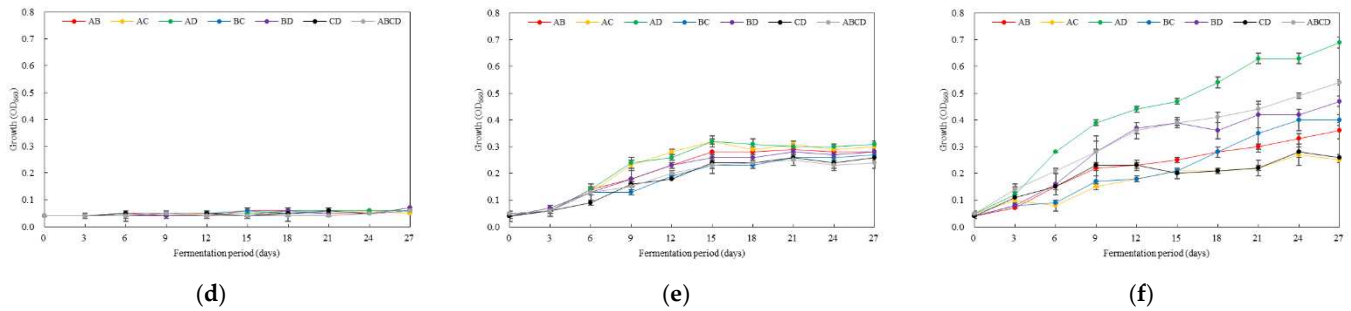 AB AC AD BC BD CD ABCD
0.8
0.7
0.6
0.5
0.4
0.3
0.2
0.1
0.0
Growth (OD660)
0 3 6 9 12 15 18 21 24 27
Fermentation period (days)
(d)
AB AC AD BC BD CD ABCD
0.8
0.7
0.6
0.5
0.4
0.3
0.2
0.1
0.0
Growth (OD660)
0 3 6 9 12 15 18 21 24 27
Fermentation period (days)
(e)
AB AC AD BC BD CD ABCD
0.8
0.7
0.6
0.5
0.4
0.3
0.2
0.1
0.0
Growth (OD660)
0 3 6 9 12 15 18 21 24 27
Fermentation period (days)
(f)